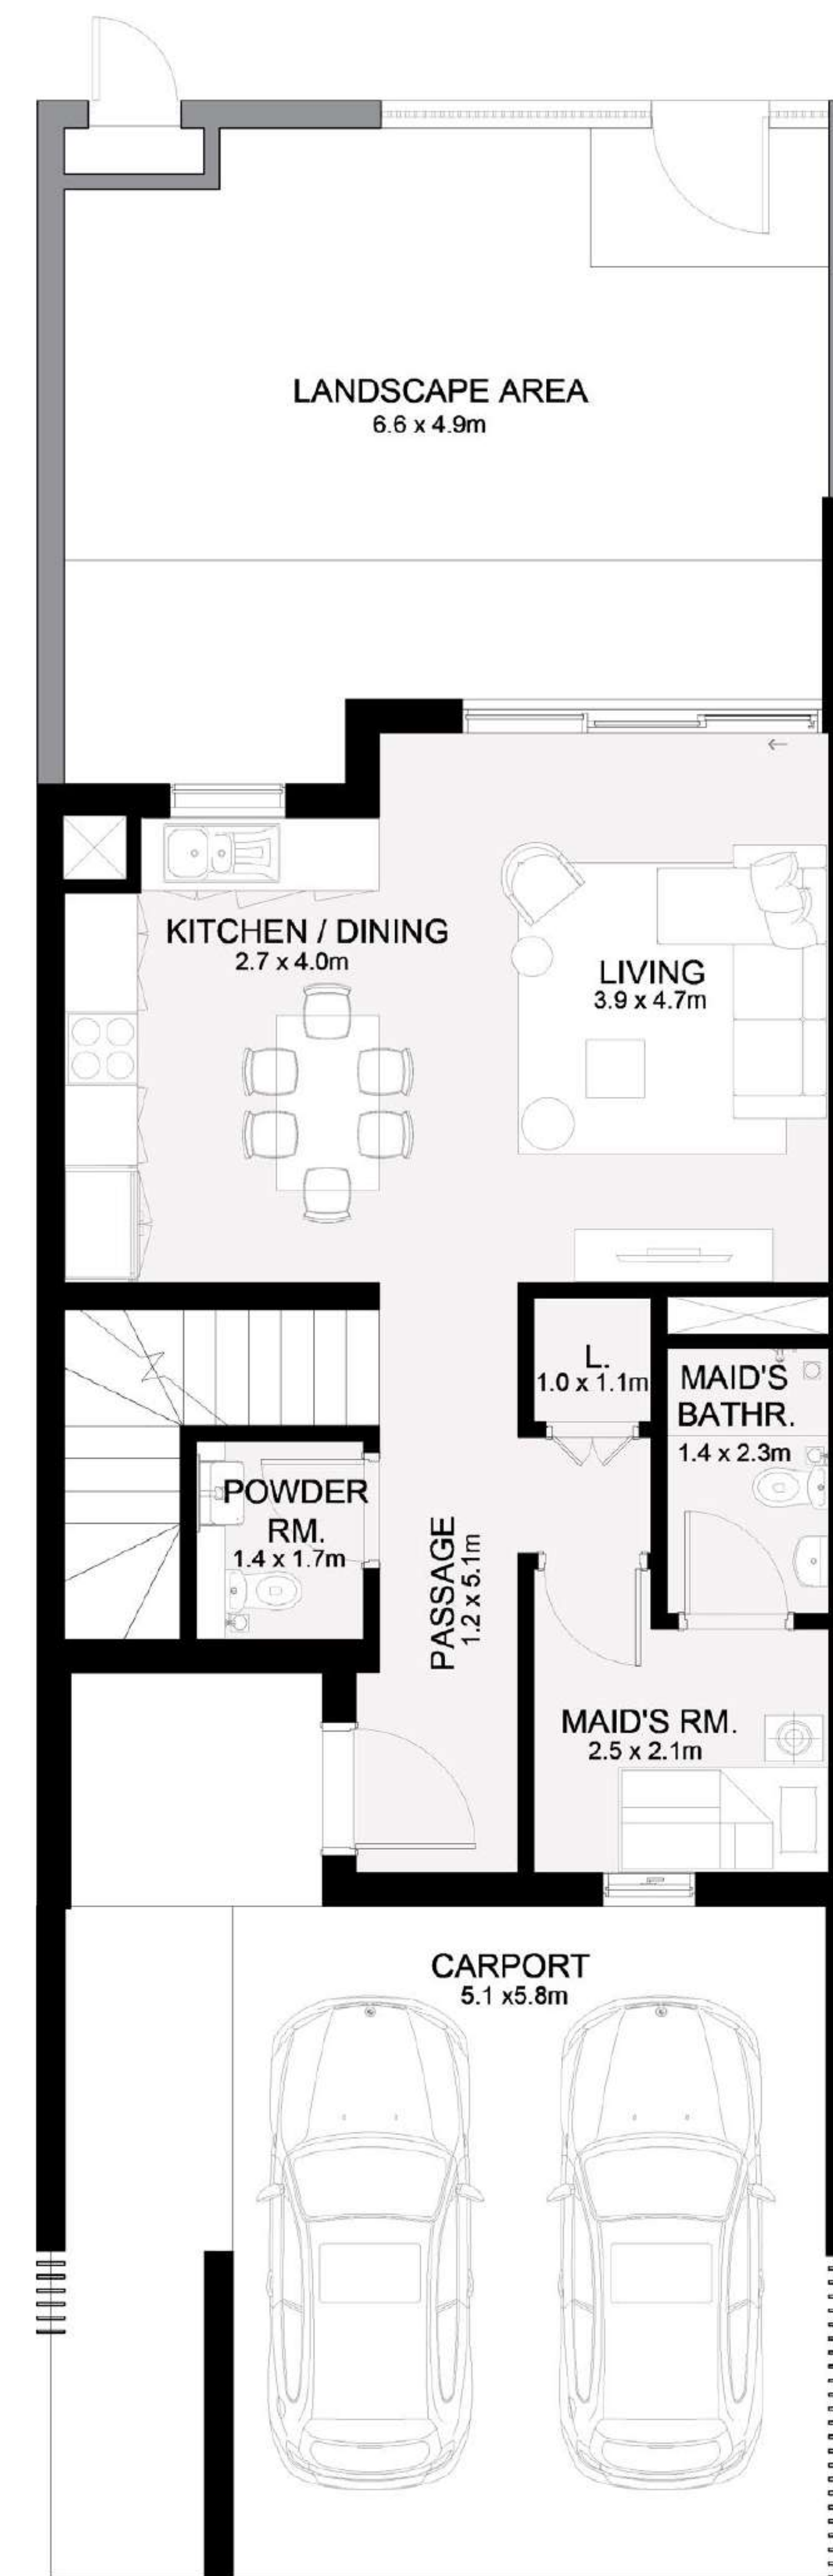 LANDSCAPE AREA
6.6 x 4.9m
KITCHEN / DINING
2.7 x 4.0m
LIVING
3.9 x 4.7m
L.
1.0 x 1.1m
MAID'S
BATHR.
1.4 x 2.3m
POWDER
RM.
1.4 x 1.7m
PASSAGE
1.2 x 5.1m
MAID'S RM.
2.5 x 2.1m
CARPORT
5.1 x5.8m